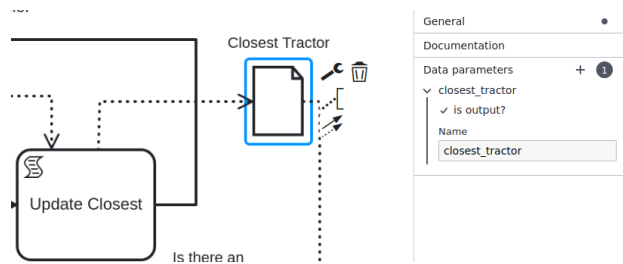 Closest Tractor
Update Closest
Is there an
General
Documentation
Data parameters + 1
closest_tractor
is output?
Name
closest_tractor